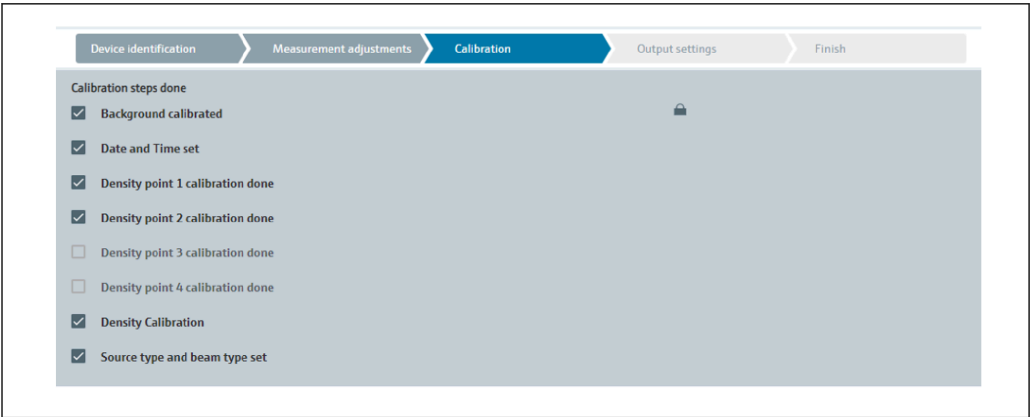 Device identification
Measurement adjustments
Calibration
Output settings
Finish
Calibration steps done
Background calibrated
Date and Time set
Density point 1 calibration done
Density point 2 calibration done
Density point 3 calibration done
Density point 4 calibration done
Density Calibration
Source type and beam type set